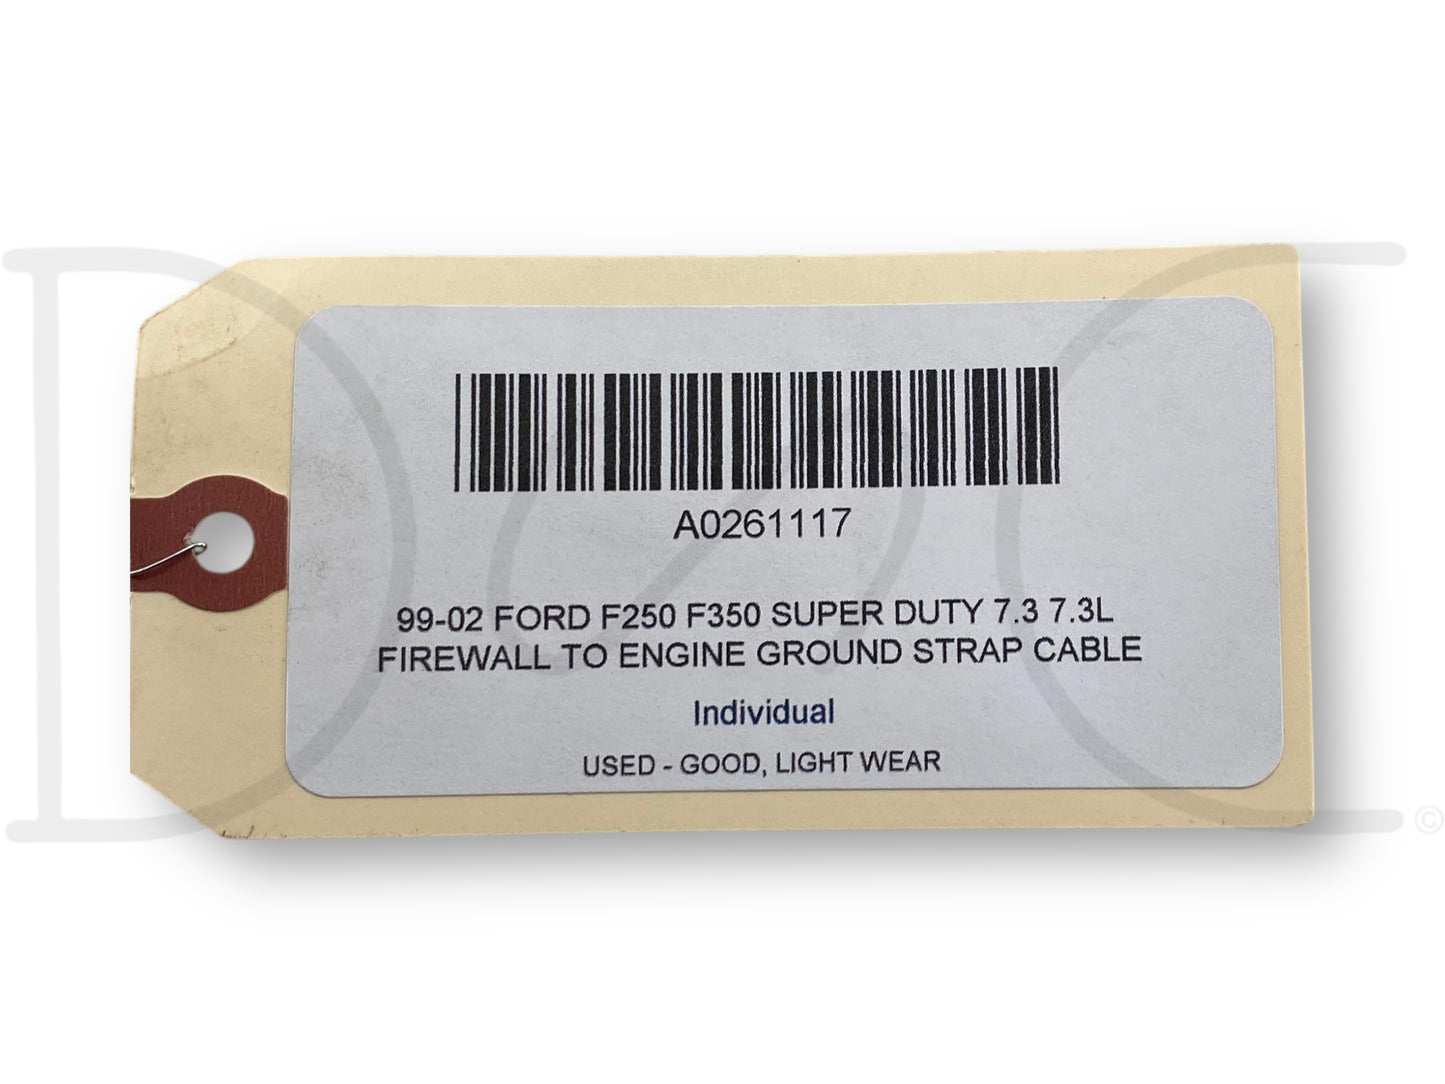 A0261117
99-02 FORD F250 F350 SUPER DUTY 7.3 7.3L
FIREWALL TO ENGINE GROUND STRAP CABLE
Individual
USED - GOOD, LIGHT WEAR
©